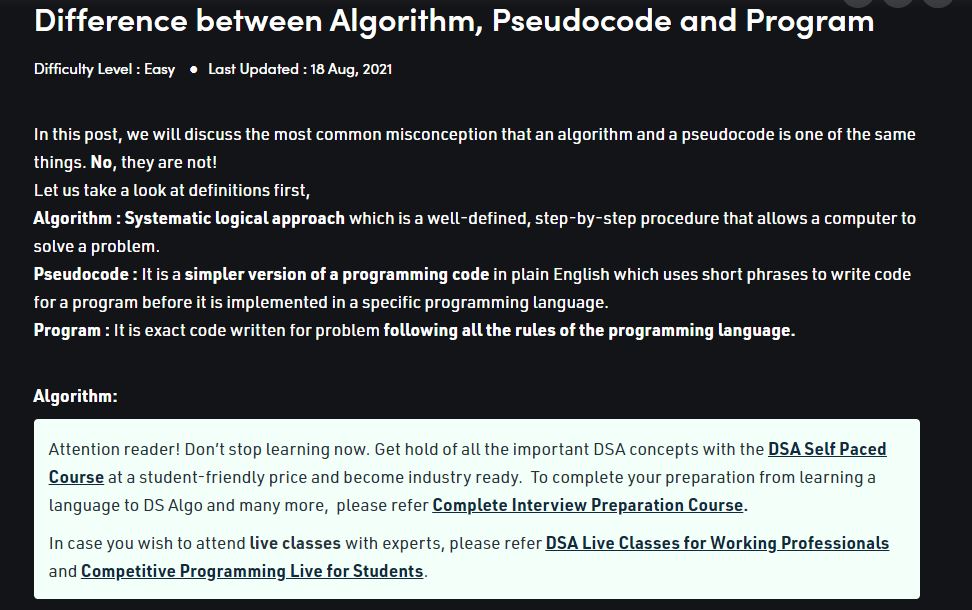 Difference between Algorithm, Pseudocode and Program
Difficulty Level : Easy ● Last Updated : 18 Aug, 2021
In this post, we will discuss the most common misconception that an algorithm and a pseudocode is one of the same
things. No, they are not!
Let us take a look at definitions first,
Algorithm : Systematic logical approach which is a well-defined, step-by-step procedure that allows a computer to
solve a problem.
Pseudocode : It is a simpler version of a programming code in plain English which uses short phrases to write code
for a program before it is implemented in a specific programming language.
Program : It is exact code written for problem following all the rules of the programming language.
Algorithm:
Attention reader! Don’t stop learning now. Get hold of all the important DSA concepts with the DSA Self Paced
Course at a student-friendly price and become industry ready.  To complete your preparation from learning a
language to DS Algo and many more,  please refer Complete Interview Preparation Course.
In case you wish to attend live classes with experts, please refer DSA Live Classes for Working Professionals
and Competitive Programming Live for Students.